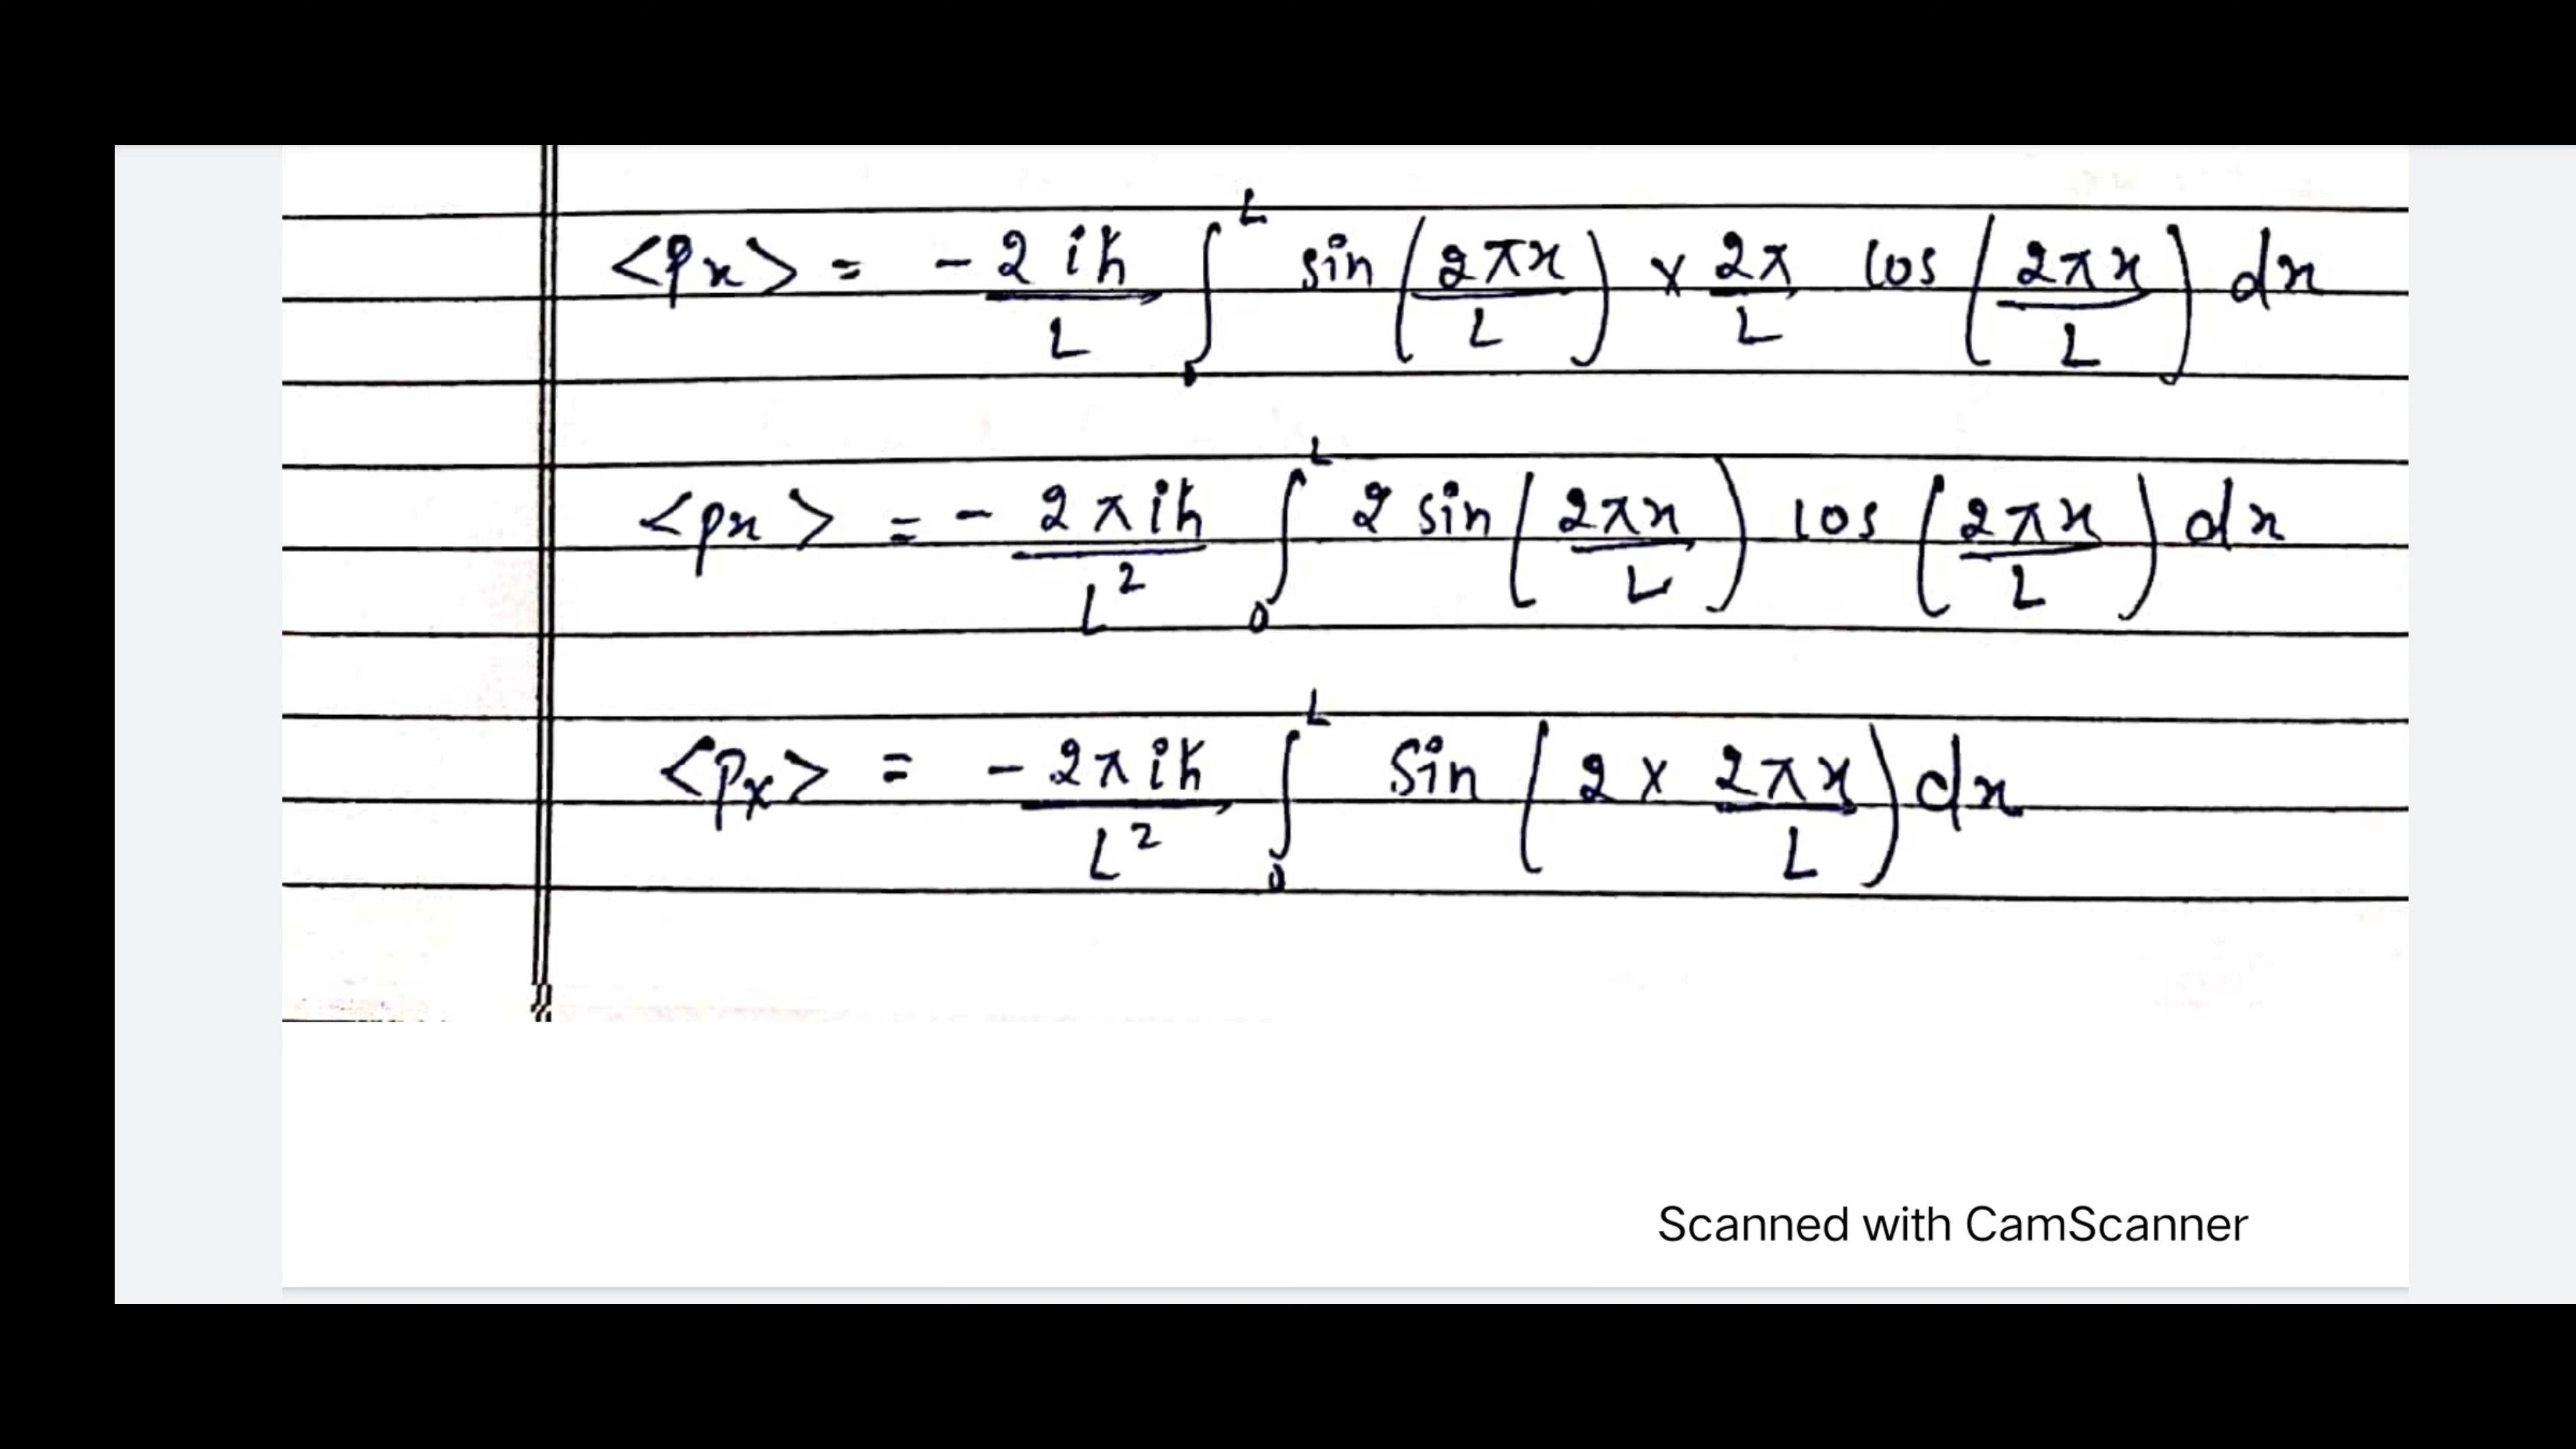 <px> = - 2iħ/L ∫₀ᴸ sin(2πx/L) × 2π/L cos(2πx/L) dx
<px> = - 2πiħ/L² ∫₀ᴸ 2 sin(2πx/L) cos(2πx/L) dx
<px> = - 2πiħ/L² ∫₀ᴸ sin(2 × 2πx/L) dx
Scanned with CamScanner